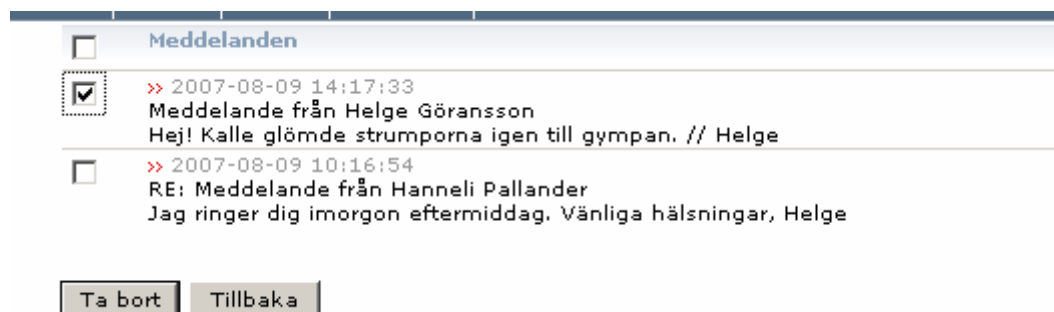 Meddelanden
>> 2007-08-09 14:17:33
Meddelande från Helge Göransson
Hej! Kalle glömde strumporna igen till gympan. // Helge
>> 2007-08-09 10:16:54
RE: Meddelande från Hanneli Pallander
Jag ringer dig imorgon eftermiddag. Vänliga hälsningar, Helge
Ta bort Tillbaka